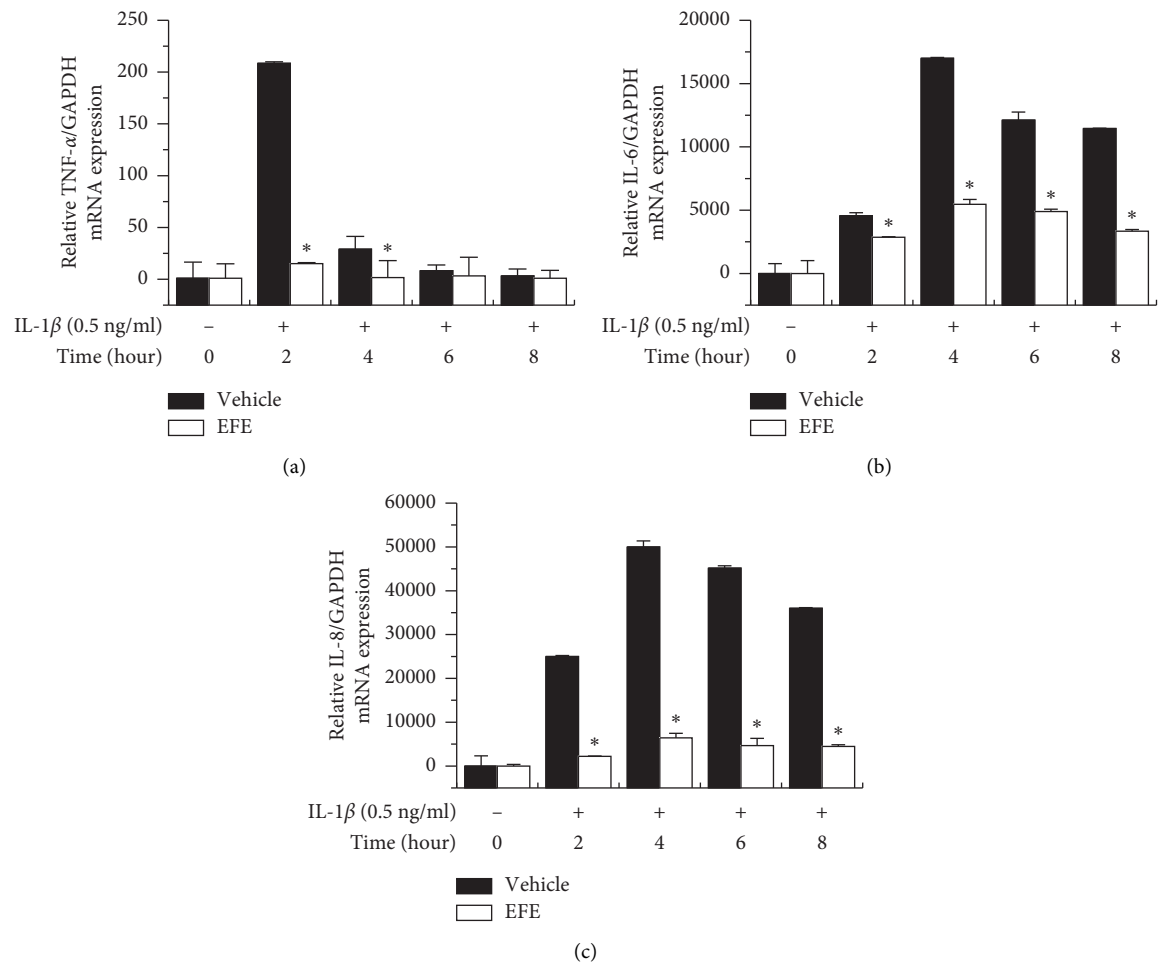 Relative TNF-α/GAPDH
mRNA expression
250
200
150
100
50
0
IL-1β (0.5 ng/ml) – + + + +
Time (hour) 0 2 4 6 8
* *
Vehicle
EFE
(a)
Relative IL-6/GAPDH
mRNA expression
20000
15000
10000
5000
0
* * * *
IL-1β (0.5 ng/ml) – + + + +
Time (hour) 0 2 4 6 8
Vehicle
EFE
(b)
Relative IL-8/GAPDH
mRNA expression
60000
50000
40000
30000
20000
10000
0
* * * *
IL-1β (0.5 ng/ml) – + + + +
Time (hour) 0 2 4 6 8
Vehicle
EFE
(c)